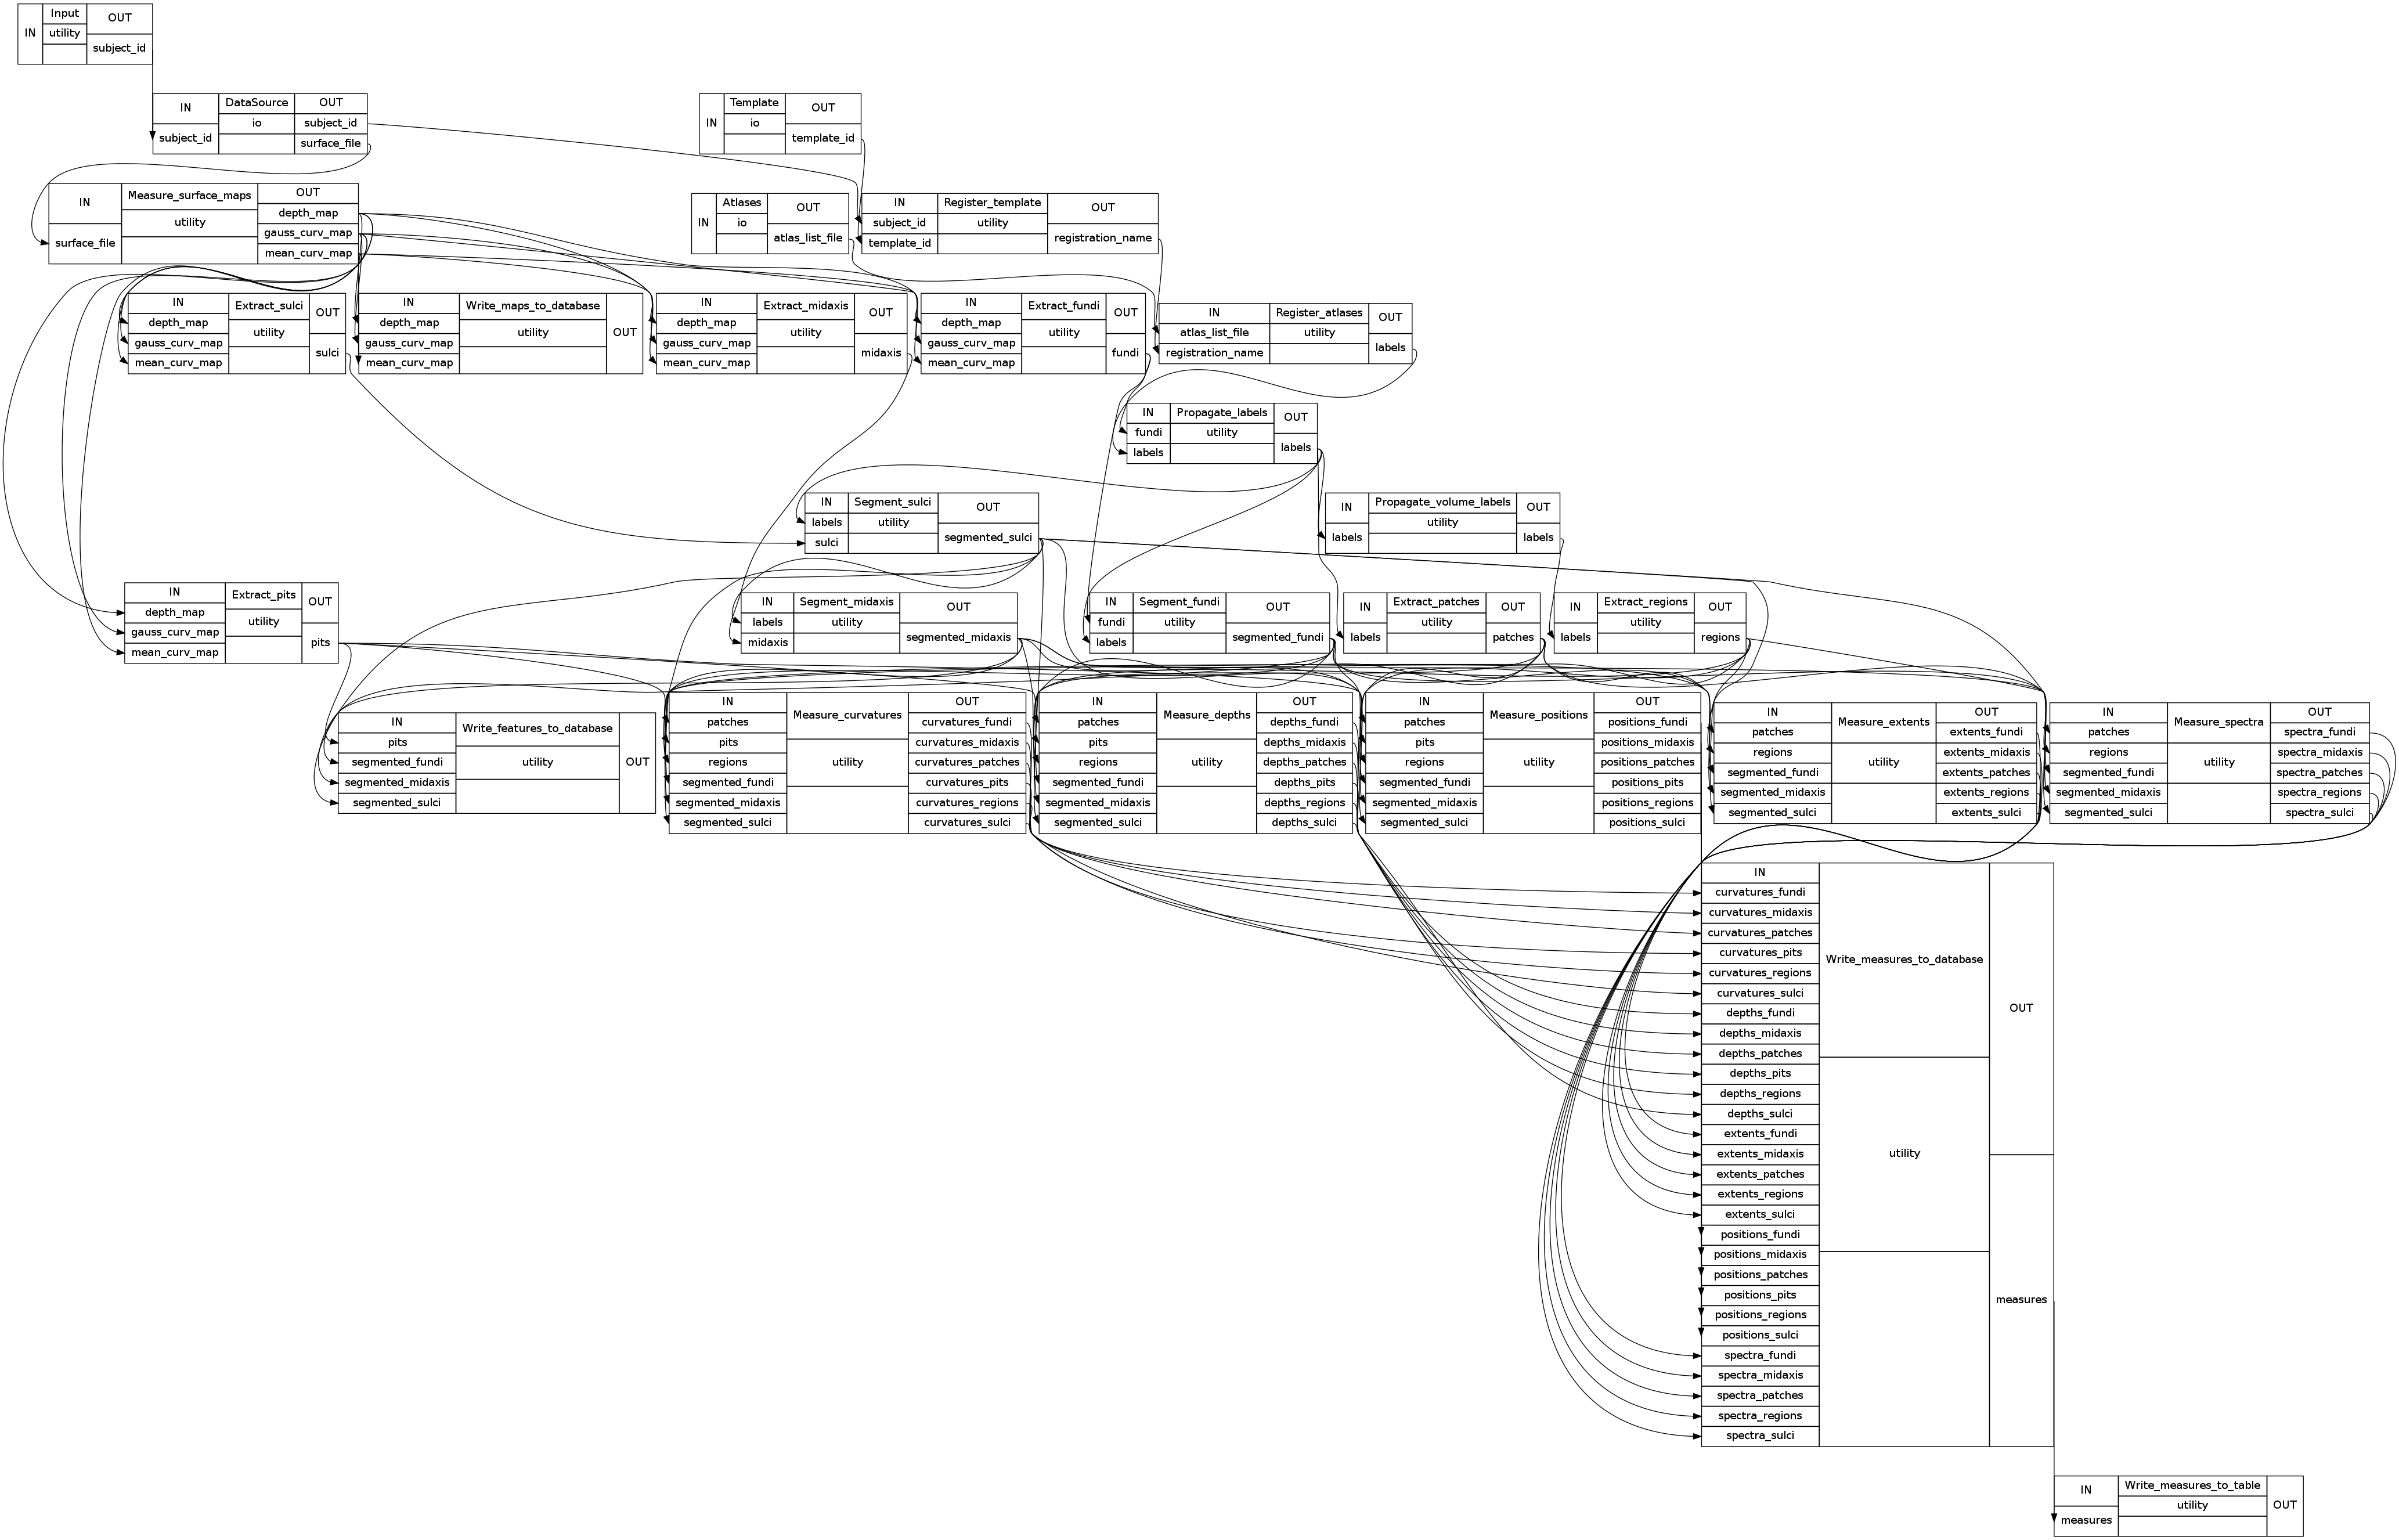 IN
Input
utility
OUT
subject_id
IN
subject_id
DataSource
io
OUT
subject_id
surface_file
IN
Template
io
OUT
template_id
IN
surface_file
Measure_surface_maps
utility
OUT
depth_map
gauss_curv_map
mean_curv_map
IN
Atlases
io
OUT
atlas_list_file
IN
subject_id
template_id
Register_template
utility
OUT
registration_name
IN
depth_map
gauss_curv_map
mean_curv_map
Extract_sulci
utility
OUT
sulci
IN
depth_map
gauss_curv_map
mean_curv_map
Write_maps_to_database
utility
OUT
IN
depth_map
gauss_curv_map
mean_curv_map
Extract_midaxis
utility
OUT
midaxis
IN
depth_map
gauss_curv_map
mean_curv_map
Extract_fundi
utility
OUT
fundi
IN
atlas_list_file
registration_name
Register_atlases
utility
OUT
labels
IN
fundi
labels
Propagate_labels
utility
OUT
labels
IN
labels
sulci
Segment_sulci
utility
OUT
segmented_sulci
IN
labels
Propagate_volume_labels
utility
OUT
labels
IN
depth_map
gauss_curv_map
mean_curv_map
Extract_pits
utility
OUT
pits
IN
labels
midaxis
Segment_midaxis
utility
OUT
segmented_midaxis
IN
fundi
labels
Segment_fundi
utility
OUT
segmented_fundi
IN
labels
Extract_patches
utility
OUT
patches
IN
labels
Extract_regions
utility
OUT
regions
IN
pits
segmented_fundi
segmented_midaxis
segmented_sulci
Write_features_to_database
utility
OUT
IN
patches
pits
regions
segmented_fundi
segmented_midaxis
segmented_sulci
Measure_curvatures
utility
OUT
curvatures_fundi
curvatures_midaxis
curvatures_patches
curvatures_pits
curvatures_regions
curvatures_sulci
IN
patches
pits
regions
segmented_fundi
segmented_midaxis
segmented_sulci
Measure_depths
utility
OUT
depths_fundi
depths_midaxis
depths_patches
depths_pits
depths_regions
depths_sulci
IN
patches
pits
regions
segmented_fundi
segmented_midaxis
segmented_sulci
Measure_positions
utility
OUT
positions_fundi
positions_midaxis
positions_patches
positions_pits
positions_regions
positions_sulci
IN
patches
regions
segmented_fundi
segmented_midaxis
segmented_sulci
Measure_extents
utility
OUT
extents_fundi
extents_midaxis
extents_patches
extents_regions
extents_sulci
IN
patches
regions
segmented_fundi
segmented_midaxis
segmented_sulci
Measure_spectra
utility
OUT
spectra_fundi
spectra_midaxis
spectra_patches
spectra_regions
spectra_sulci
IN
curvatures_fundi
curvatures_midaxis
curvatures_patches
curvatures_pits
curvatures_regions
curvatures_sulci
depths_fundi
depths_midaxis
depths_patches
depths_pits
depths_regions
depths_sulci
extents_fundi
extents_midaxis
extents_patches
extents_regions
extents_sulci
positions_fundi
positions_midaxis
positions_patches
positions_pits
positions_regions
positions_sulci
spectra_fundi
spectra_midaxis
spectra_patches
spectra_regions
spectra_sulci
Write_measures_to_database
utility
OUT
measures
IN
measures
Write_measures_to_table
utility
OUT